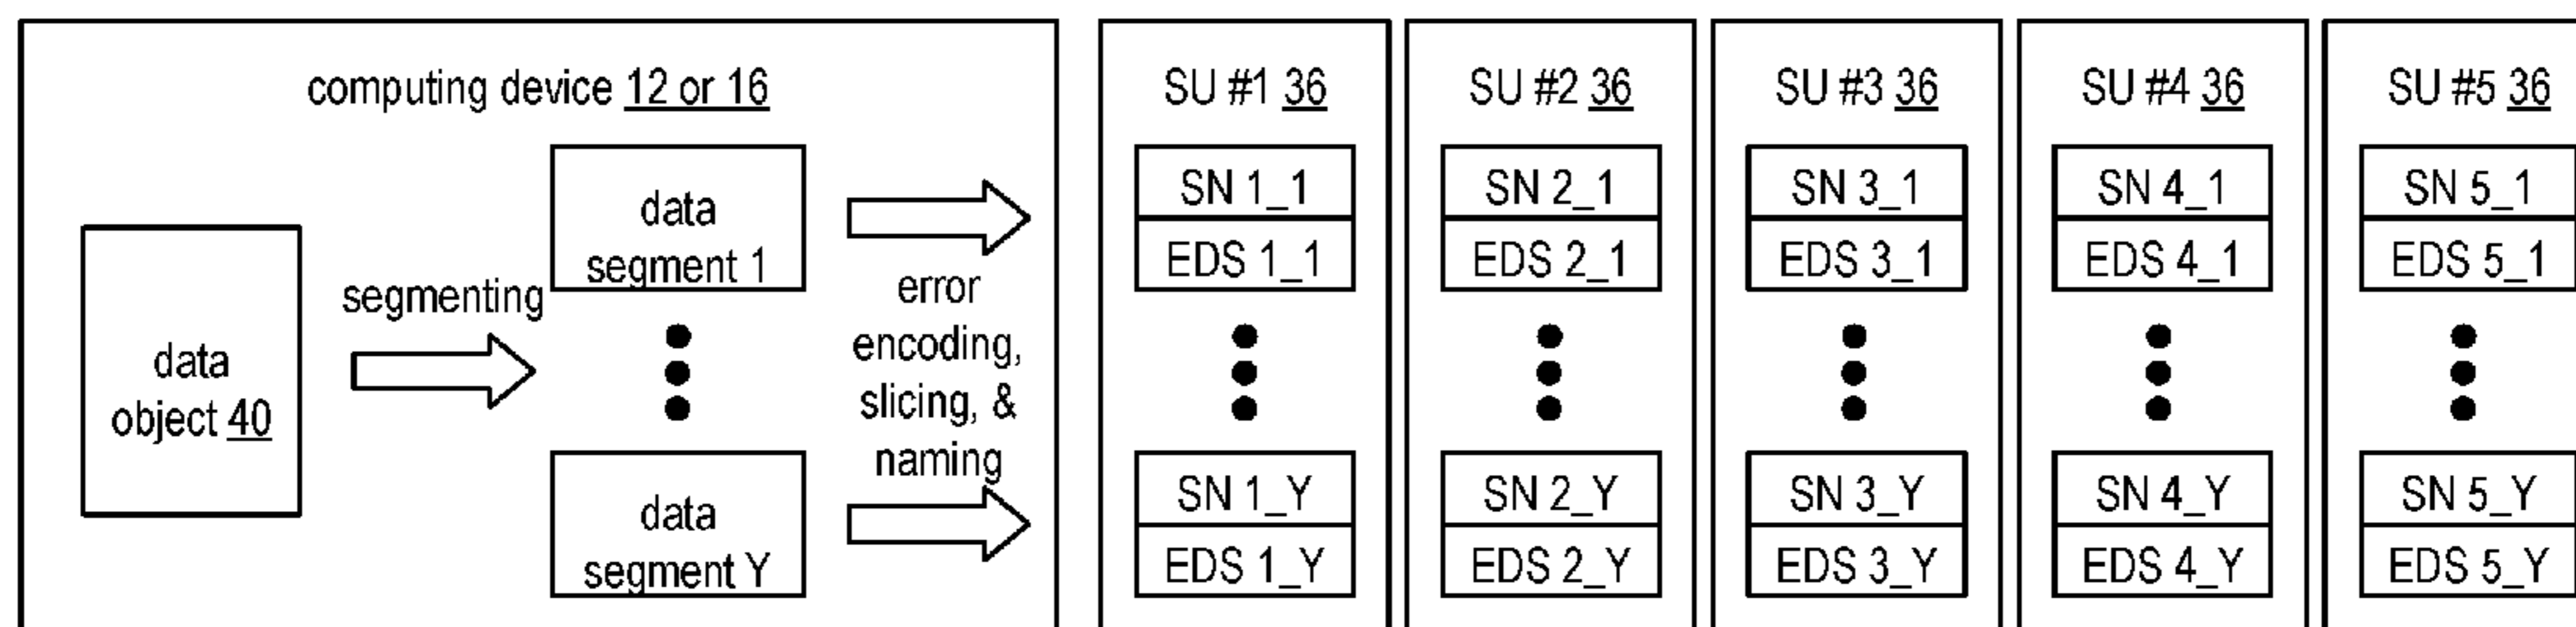 computing device 12 or 16
data
object 40
segmenting
data
segment 1
data
segment Y
error
encoding,
slicing, &
naming
SU #1 36
SN 1_1
EDS 1_1
SN 1_Y
EDS 1_Y
SU #2 36
SN 2_1
EDS 2_1
SN 2_Y
EDS 2_Y
SU #3 36
SN 3_1
EDS 3_1
SN 3_Y
EDS 3_Y
SU #4 36
SN 4_1
EDS 4_1
SN 4_Y
EDS 4_Y
SU #5 36
SN 5_1
EDS 5_1
SN 5_Y
EDS 5_Y